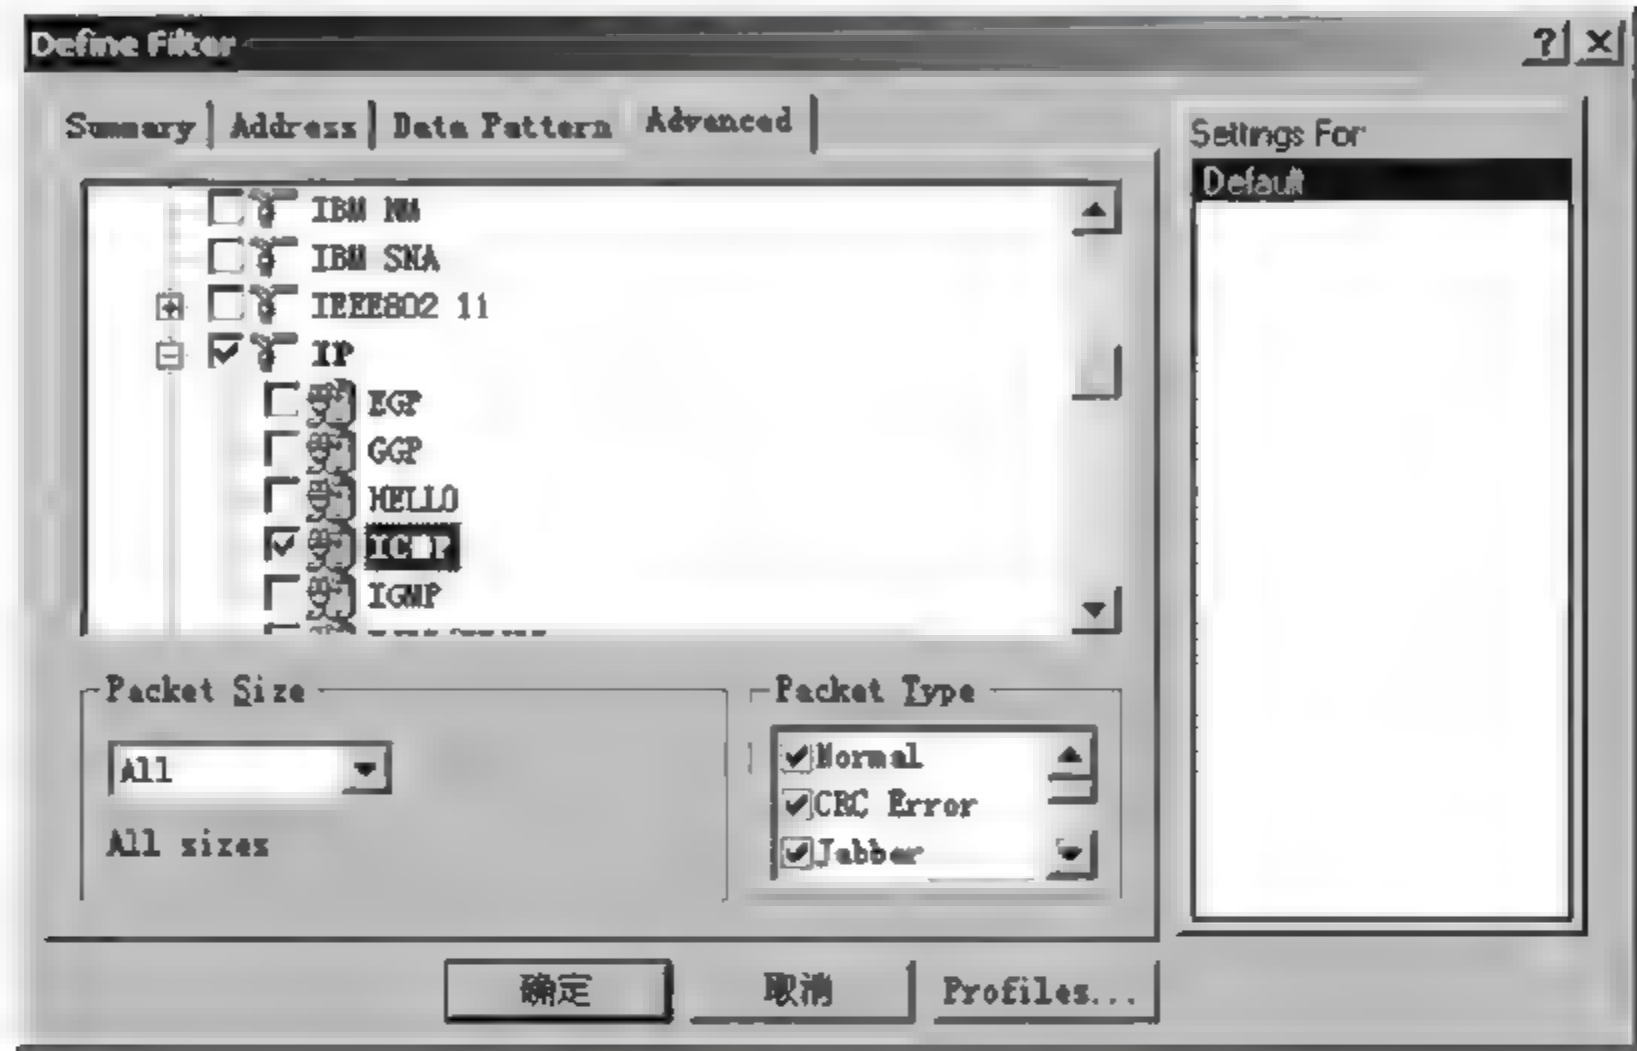 Define Filter
Summary
Address
Data Pattern
Advanced
IBM NM
IBM SNA
IEEE802 11
IP
EGP
GGP
HELLO
ICMP
IGMP
Packet Size
All
All sizes
Packet Type
Normal
CRC Error
Jabber
Settings For
Default
确定
取消
Profiles...